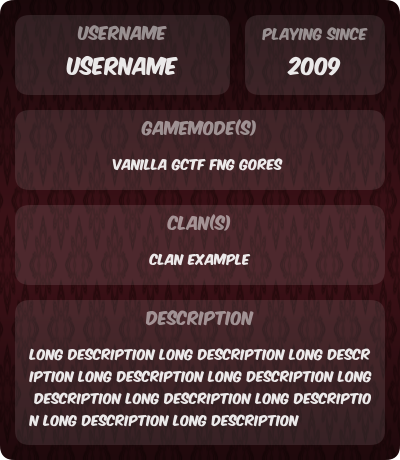 USERNAME
PLAYING SINCE
USERNAME
2009
GAMEMODE(S)
VANILLA GCTF FNG GORES
CLAN(S)
CLAN EXAMPLE
DESCRIPTION
LONG DESCRIPTION LONG DESCRIPTION LONG DESCR
IPTION LONG DESCRIPTION LONG DESCRIPTION LONG
DESCRIPTION LONG DESCRIPTION LONG DESCRIPTIO
N LONG DESCRIPTION LONG DESCRIPTION